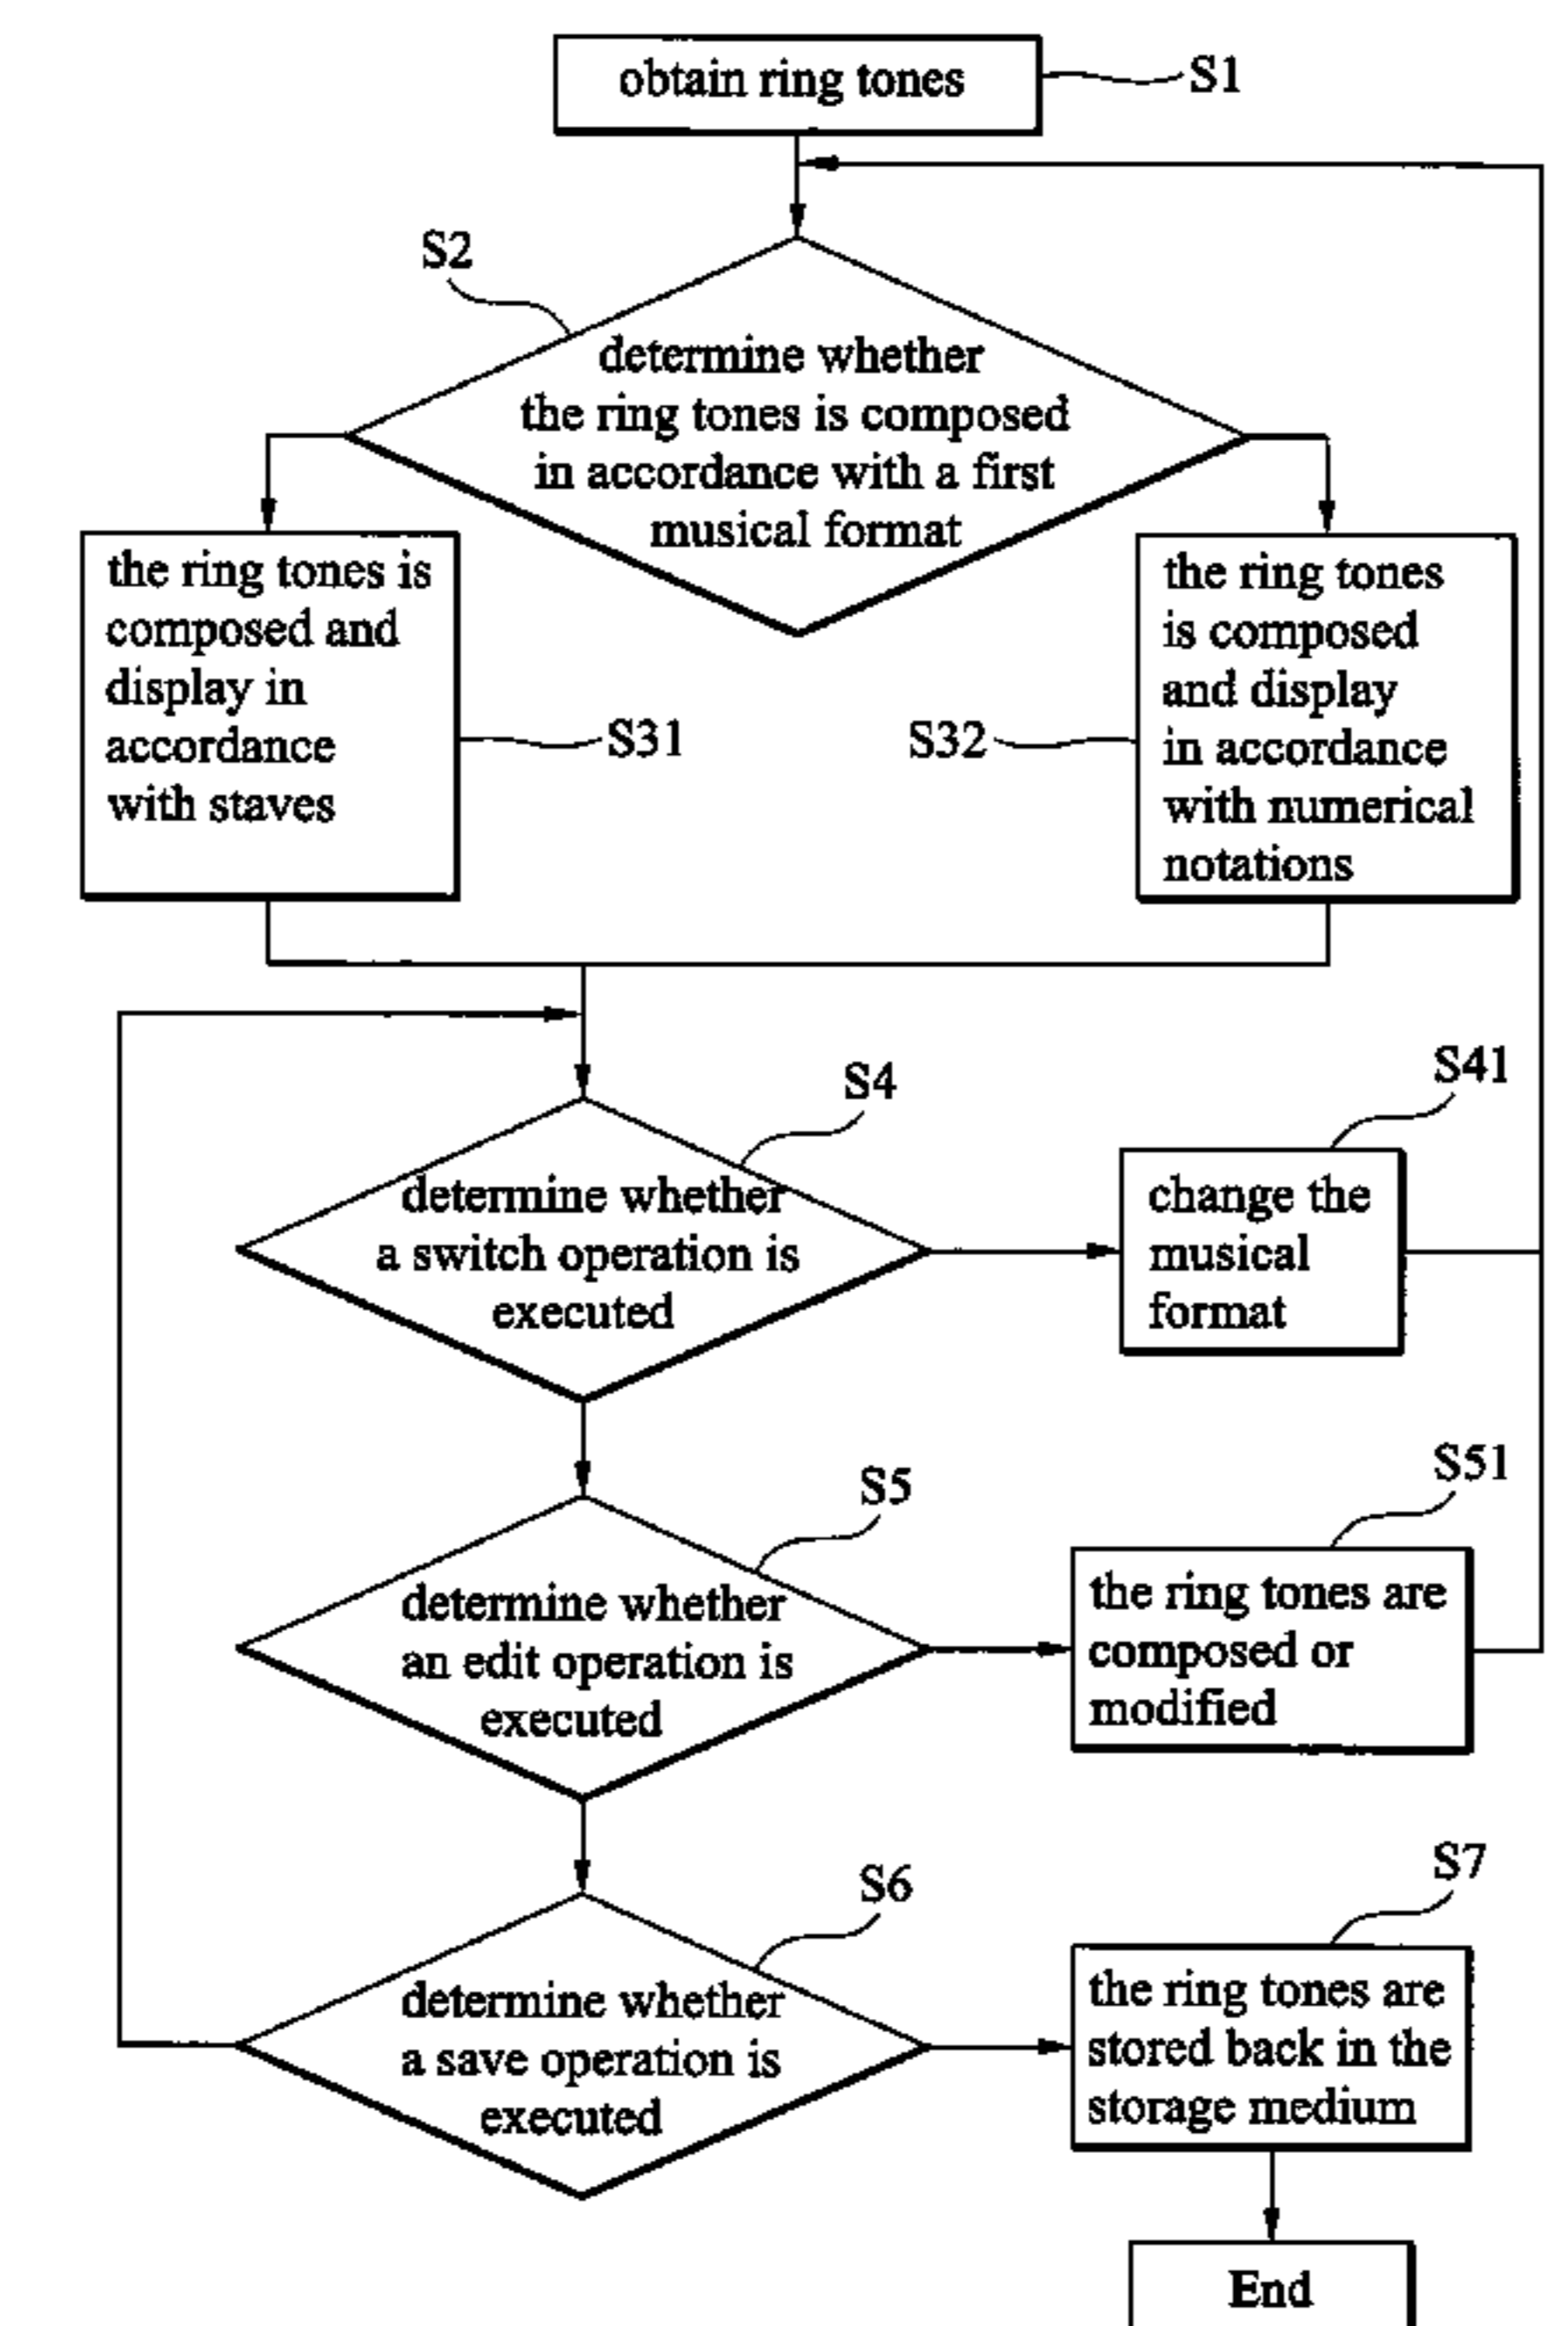 obtain ring tones
S1
S2
determine whether
the ring tones is composed
in accordance with a first
musical format
the ring tones is
composed and
display in
accordance
with staves
S31
S32
the ring tones
is composed
and display
in accordance
with numerical
notations
S4
determine whether
a switch operation is
executed
S41
change the
musical
format
S5
determine whether
an edit operation is
executed
S51
the ring tones are
composed or
modified
S6
determine whether
a save operation is
executed
S7
the ring tones are
stored back in the
storage medium
End